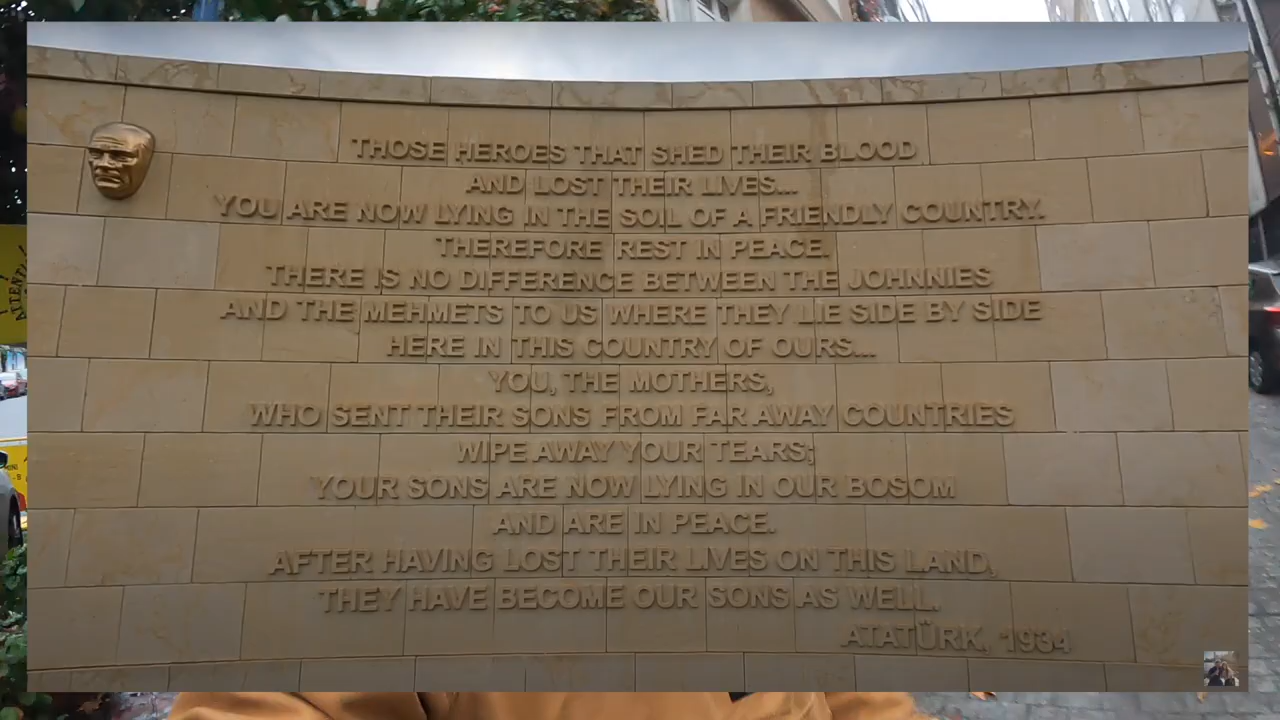 THOSE HEROES THAT SHED THEIR BLOOD
AND LOST THEIR LIVES...
YOU ARE NOW LYING IN THE SOIL OF A FRIENDLY COUNTRY.
THEREFORE REST IN PEACE.
THERE IS NO DIFFERENCE BETWEEN THE JOHNNIES
AND THE MEHMETS TO US WHERE THEY LIE SIDE BY SIDE
HERE IN THIS COUNTRY OF OURS...
YOU, THE MOTHERS,
WHO SENT THEIR SONS FROM FAR AWAY COUNTRIES
WIPE AWAY YOUR TEARS;
YOUR SONS ARE NOW LYING IN OUR BOSOM
AND ARE IN PEACE.
AFTER HAVING LOST THEIR LIVES ON THIS LAND,
THEY HAVE BECOME OUR SONS AS WELL.
ATATÜRK, 1934